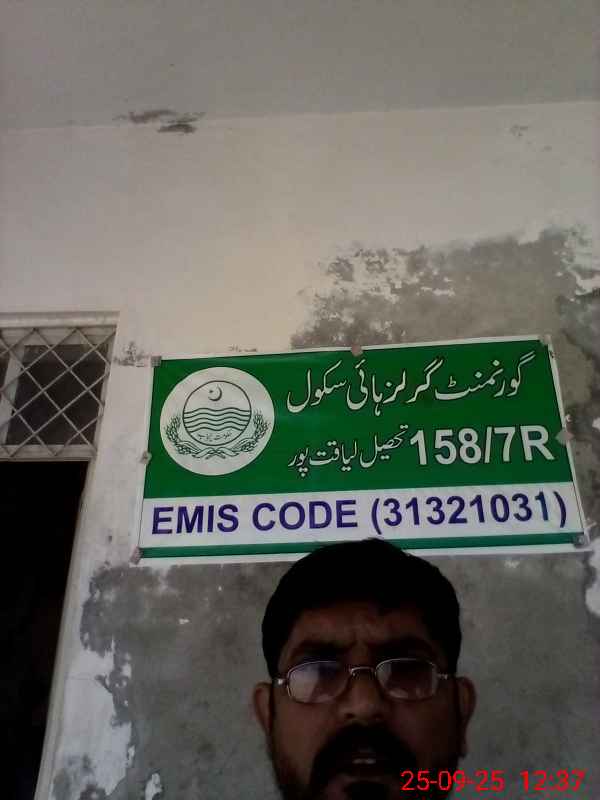 گورنمنٹ گرلز ہائی سکول
158/7R تحصیل لیاقت پور
EMIS CODE (31321031)
25-09-25 12:37